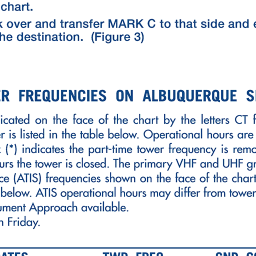 chart.
over and transfer MARK C to that side and
he destination. (Figure 3)
FREQUENCIES ON ALBUQUERQUE
icated on the face of the chart by the letters CT
is listed in the table below. Operational hours are
(*) indicates the part-time tower frequency is
urs the tower is closed. The primary VHF and UHF
ce (ATIS) frequencies shown on the face of the chart
below. ATIS operational hours may differ from tower
ument Approach available.
Friday.
TWR FREQ